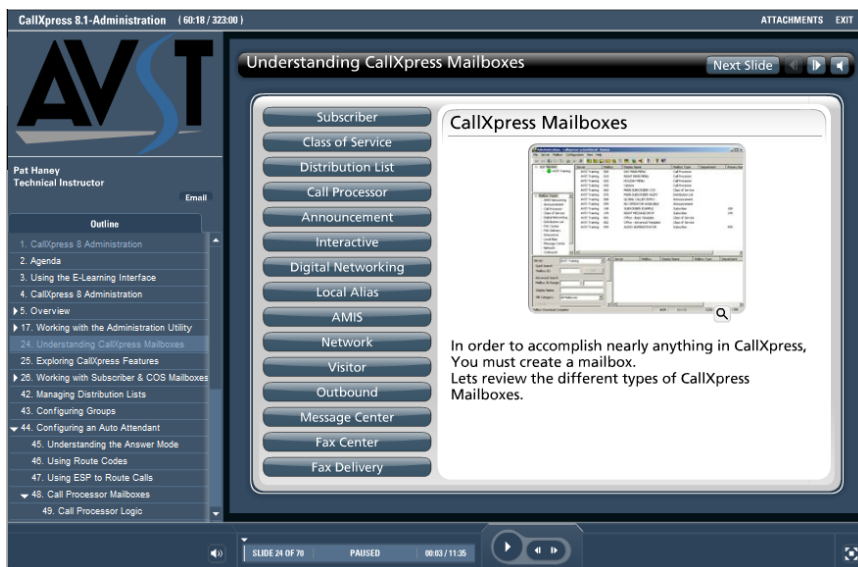 CallXpress 8.1-Administration ( 60:18 / 323:00 )
ATTACHMENTS EXIT
AVST
Pat Haney
Technical Instructor
Email
Outline
1. CallXpress 8 Administration
2. Agenda
3. Using the E-Learning Interface
4. CallXpress 8 Administration
5. Overview
17. Working with the Administration Utility
24. Understanding CallXpress Mailboxes
25. Exploring CallXpress Features
26. Working with Subscriber & COS Mailboxes
42. Managing Distribution Lists
43. Configuring Groups
44. Configuring an Auto Attendant
45. Understanding the Answer Mode
46. Using Route Codes
47. Using ESP to Route Calls
48. Call Processor Mailboxes
49. Call Processor Logic
Understanding CallXpress Mailboxes
Next Slide
Subscriber
Class of Service
Distribution List
Call Processor
Announcement
Interactive
Digital Networking
Local Alias
AMIS
Network
Visitor
Outbound
Message Center
Fax Center
Fax Delivery
CallXpress Mailboxes
In order to accomplish nearly anything in CallXpress,
You must create a mailbox.
Lets review the different types of CallXpress
Mailboxes.
SLIDE 24 OF 70 PAUSED 00:03 / 11:35